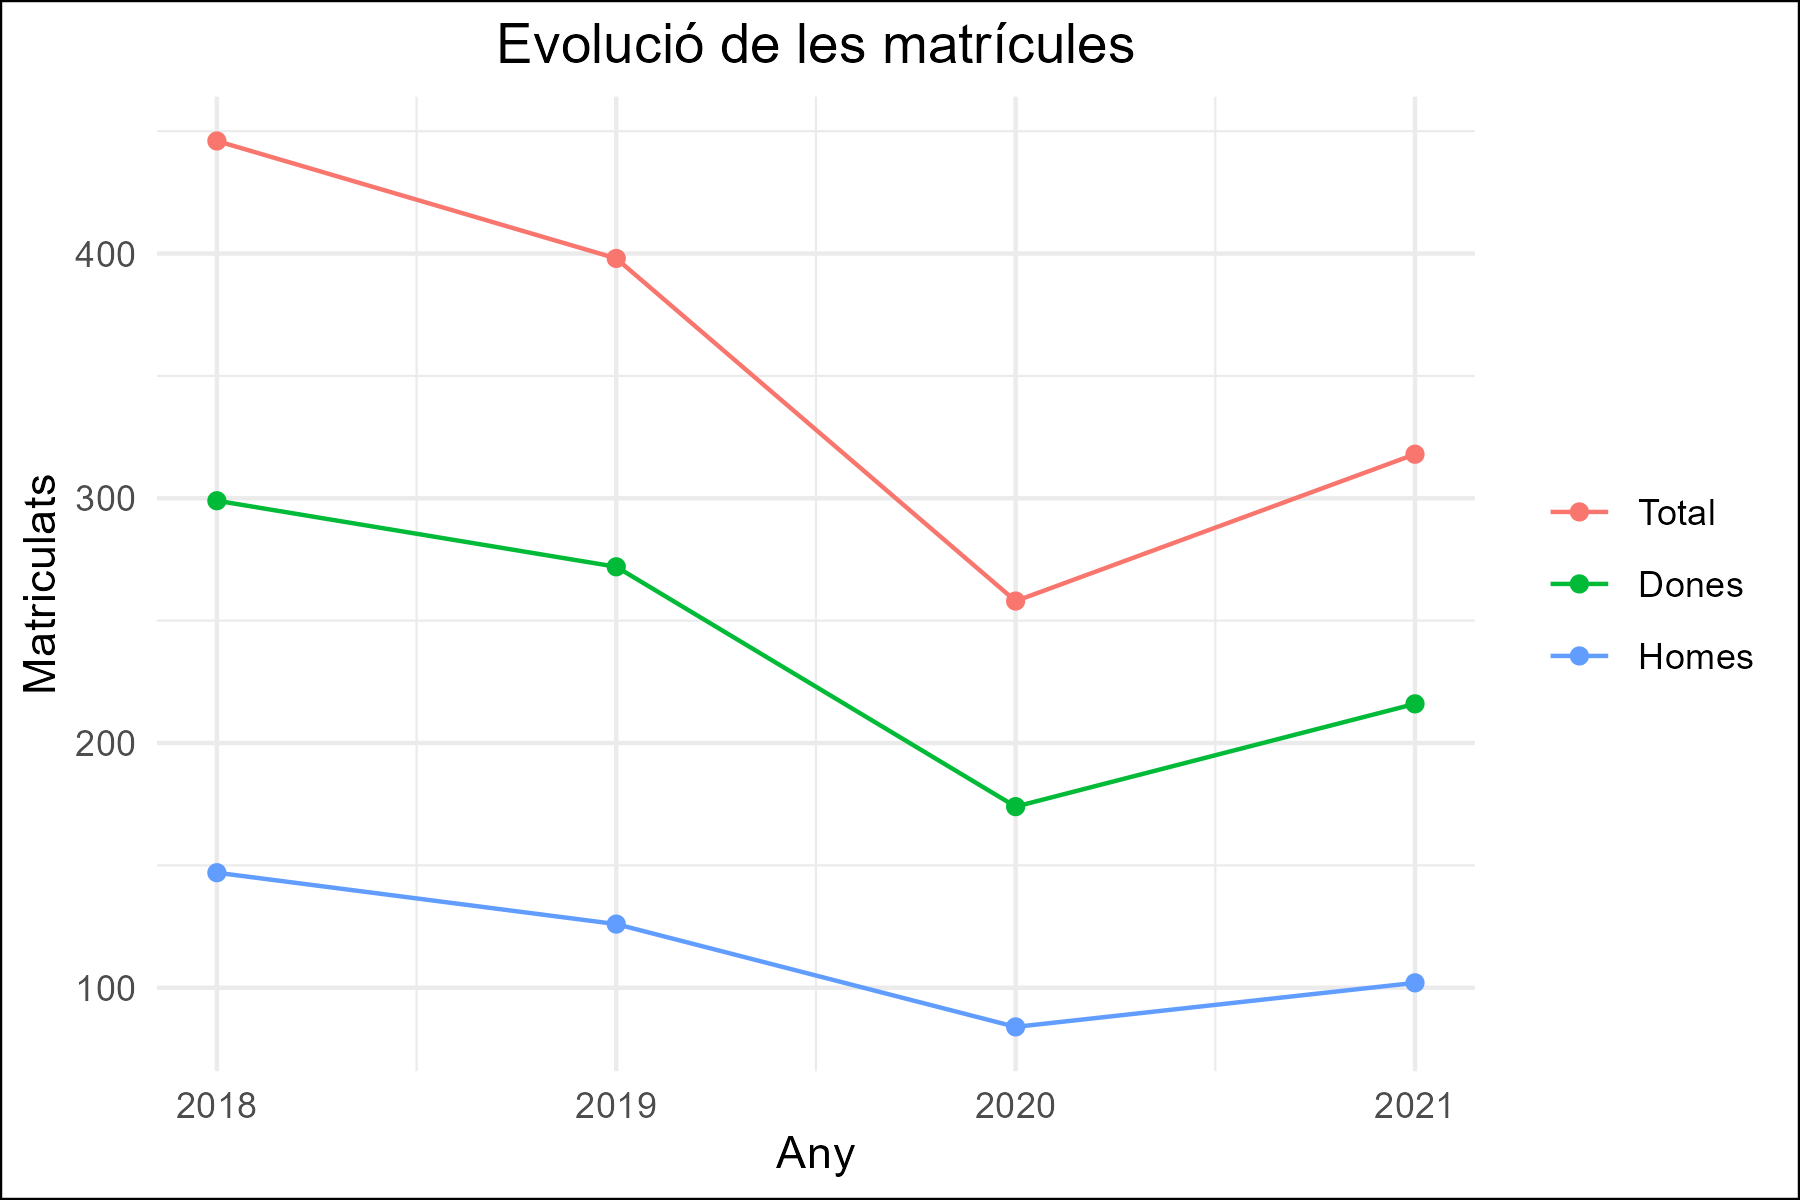 Evolució de les matrícules
Matriculats
400
300
200
100
2018
2019
2020
2021
Any
Total
Dones
Homes